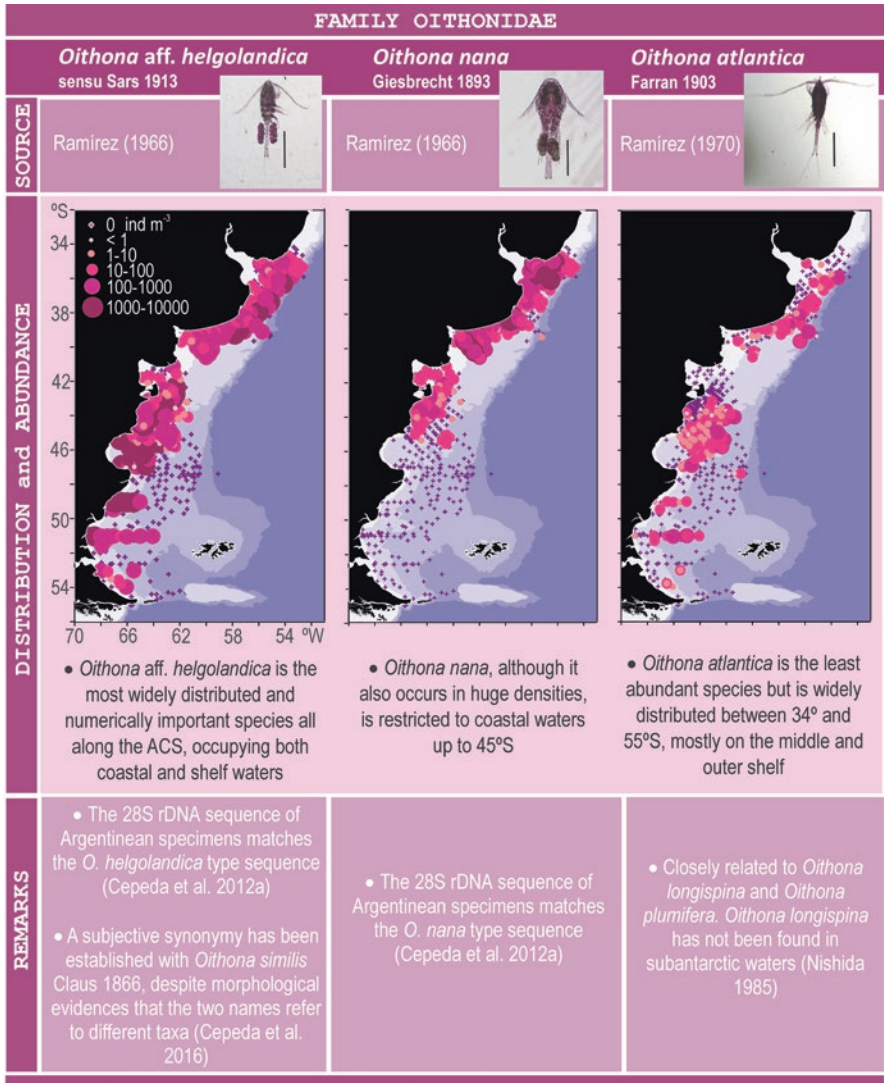 FAMILY OITHONIDAE
Oithona aff. helgolandica
sensu Sars 1913
Oithona nana
Giesbrecht 1893
Oithona atlantica
Farran 1903
SOURCE
Ramirez (1966)
Ramirez (1966)
Ramirez (1970)
DISTRIBUTION and ABUNDANCE
ºS
34
38
42
46
50
54
0 ind m-3
< 1
1-10
10-100
100-1000
1000-10000
70 66 62 58 54 ºW
● Oithona aff. helgolandica is the
most widely distributed and
numerically important species all
along the ACS, occupying both
coastal and shelf waters
● Oithona nana, although it
also occurs in huge densities,
is restricted to coastal waters
up to 45ºS
● Oithona atlantica is the least
abundant species but is widely
distributed between 34º and
55ºS, mostly on the middle and
outer shelf
REMARKS
● The 28S rDNA sequence of
Argentinean specimens matches
the O. helgolandica type sequence
(Cepeda et al. 2012a)
● A subjective synonymy has been
established with Oithona similis
Claus 1866, despite morphological
evidences that the two names refer
to different taxa (Cepeda et al.
2016)
● The 28S rDNA sequence of
Argentinean specimens matches
the O. nana type sequence
(Cepeda et al. 2012a)
● Closely related to Oithona
longispina and Oithona
plumifera. Oithona longispina
has not been found in
subantarctic waters (Nishida
1985)